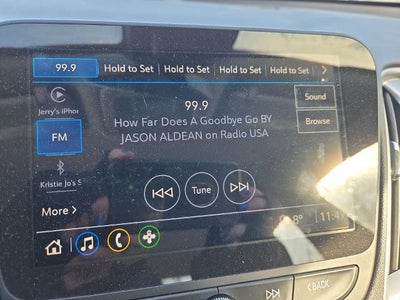 99.9 Hold to Set Hold to Set Hold to Set Hold to Set
Jerry's iPhor
99.9
Sound
How Far Does A Goodbye Go BY
JASON ALDEAN on Radio USA
Browse
FM
Kristie Jo's S
Tune
More >
BACK